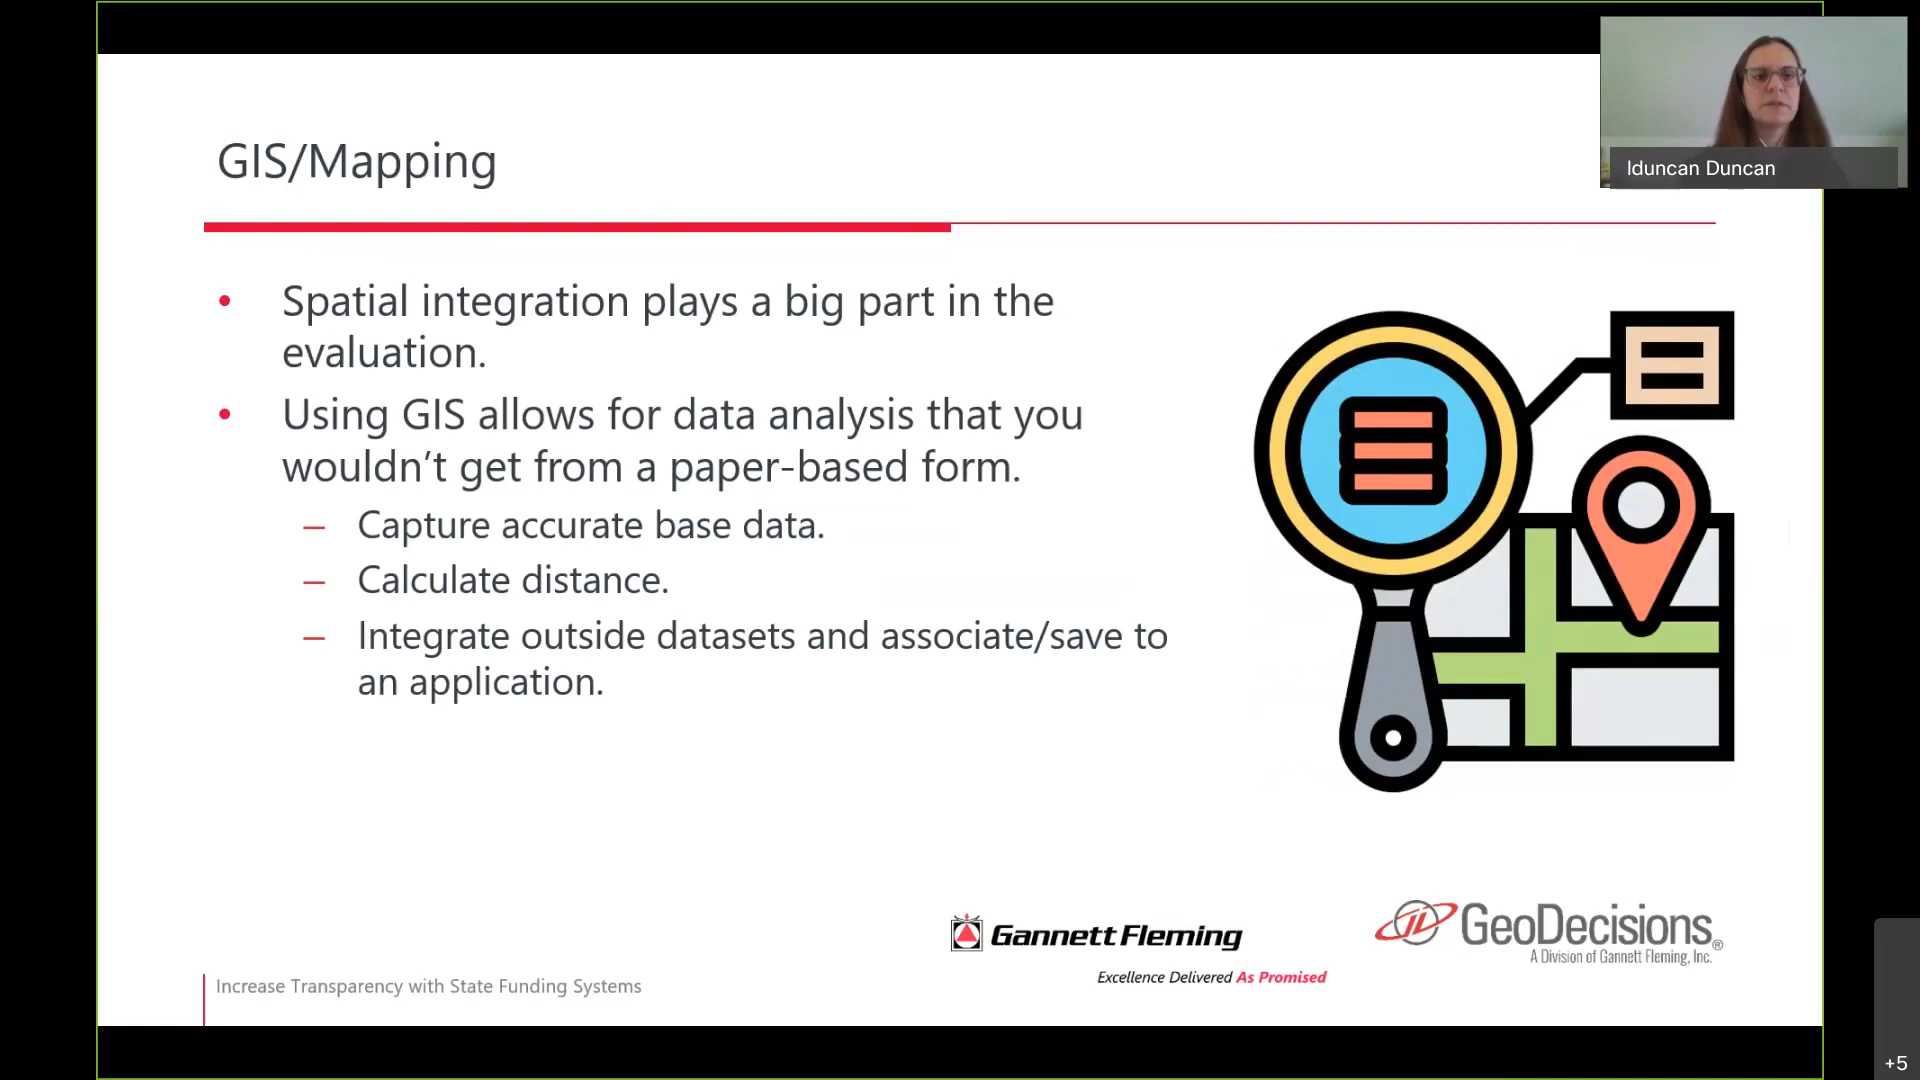 GIS/Mapping
Iduncan Duncan
• Spatial integration plays a big part in the
evaluation.
• Using GIS allows for data analysis that you
wouldn’t get from a paper-based form.
– Capture accurate base data.
– Calculate distance.
– Integrate outside datasets and associate/save to
an application.
Gannett Fleming
Excellence Delivered As Promised
GeoDecisions®
A Division of Gannett Fleming, Inc.
Increase Transparency with State Funding Systems
+5